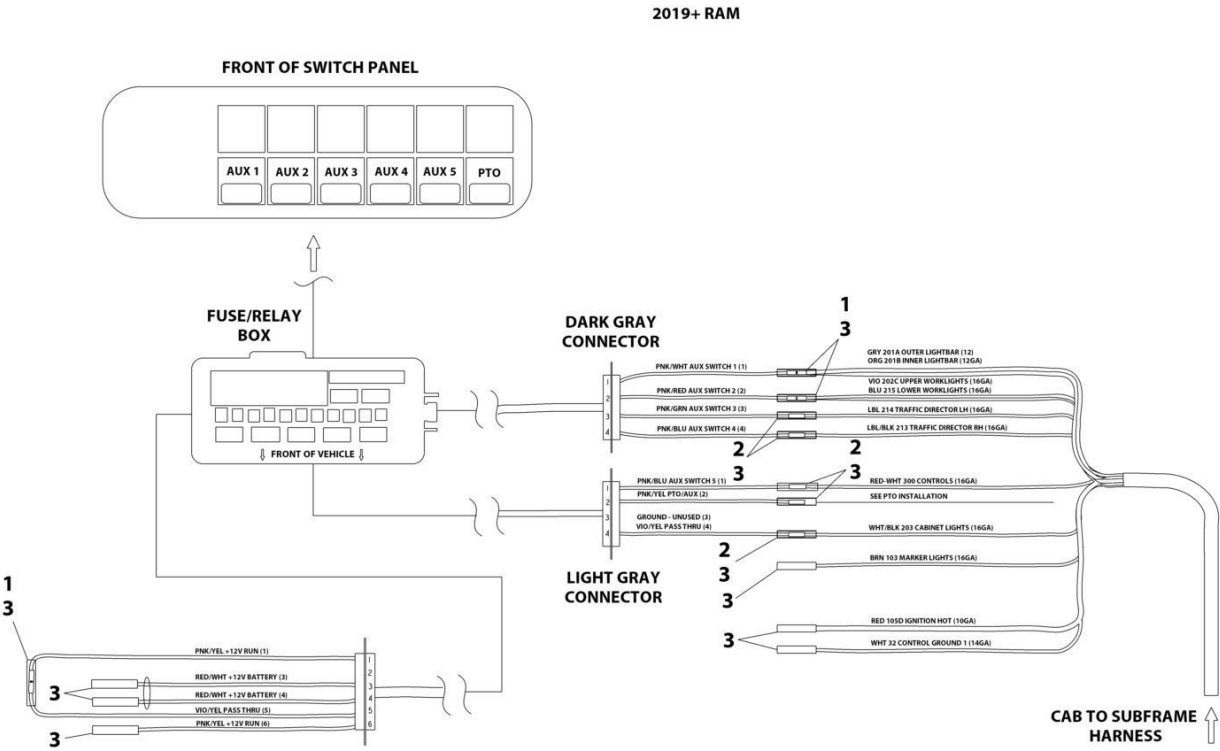 2019+ RAM
FRONT OF SWITCH PANEL
AUX 1
AUX 2
AUX 3
AUX 4
AUX 5
PTO
FUSE/RELAY
BOX
FRONT OF VEHICLE
DARK GRAY
CONNECTOR
1
2
3
4
PNK/WHT AUX SWITCH 1 (1)
PNK/RED AUX SWITCH 2 (2)
PNK/GRN AUX SWITCH 3 (3)
PNK/BLU AUX SWITCH 4 (4)
1
3
GRY 201A OUTER LIGHTBAR (12)
ORG 201B INNER LIGHTBAR (12GA)
VIO 202C UPPER WORKLIGHTS (16GA)
BLU 215 LOWER WORKLIGHTS (16GA)
LBL 214 TRAFFIC DIRECTOR LH (16GA)
LBL/BLK 213 TRAFFIC DIRECTOR RH (16GA)
2
3
2
3
1
2
3
4
PNK/BLU AUX SWITCH 5 (1)
PNK/YEL PTO/AUX (2)
GROUND - UNUSED (3)
VIO/YEL PASS THRU (4)
RED-WHT 300 CONTROLS (16GA)
SEE PTO INSTALLATION
WHT/BLK 203 CABINET LIGHTS (16GA)
BRN 103 MARKER LIGHTS (16GA)
LIGHT GRAY
CONNECTOR
2
3
3
RED 105D IGNITION HOT (10GA)
WHT 32 CONTROL GROUND 1 (14GA)
3
1
3
PNK/YEL +12V RUN (1)
RED/WHT +12V BATTERY (3)
RED/WHT +12V BATTERY (4)
VIO/YEL PASS THRU (5)
PNK/YEL +12V RUN (6)
1
2
3
4
5
6
3
3
CAB TO SUBFRAME
HARNESS